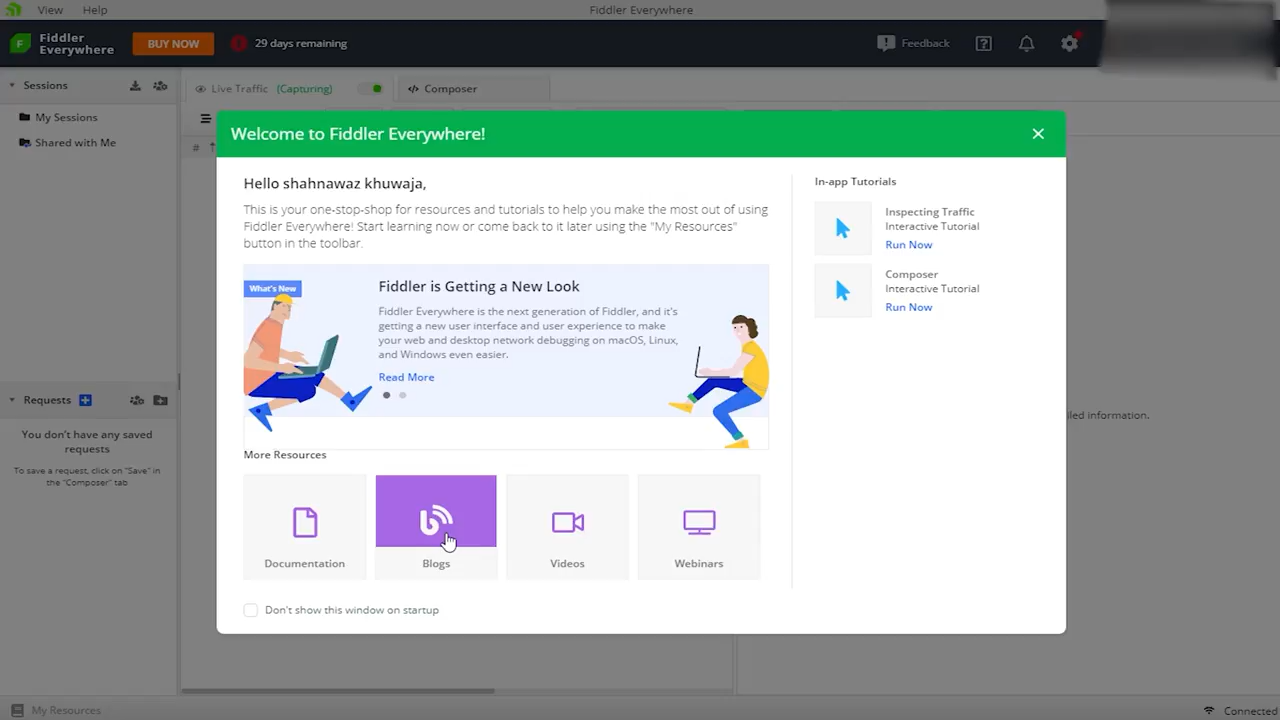 View Help Fiddler Everywhere
Fiddler Everywhere
BUY NOW
29 days remaining
Feedback
Sessions
My Sessions
Shared with Me
Live Traffic (Capturing)
Composer
#
Welcome to Fiddler Everywhere!
Hello shahnawaz khuwaja,
This is your one-stop-shop for resources and tutorials to help you make the most out of using
Fiddler Everywhere! Start learning now or come back to it later using the "My Resources"
button in the toolbar.
What's New
Fiddler is Getting a New Look
Fiddler Everywhere is the next generation of Fiddler, and it's
getting a new user interface and user experience to make
your web and desktop network debugging on macOS, Linux,
and Windows even easier.
Read More
More Resources
Documentation
Blogs
Videos
Webinars
Don't show this window on startup
In-app Tutorials
Inspecting Traffic
Interactive Tutorial
Run Now
Composer
Interactive Tutorial
Run Now
Requests
You don't have any saved
requests
To save a request, click on "Save" in
the "Composer" tab
information.
My Resources
Connected